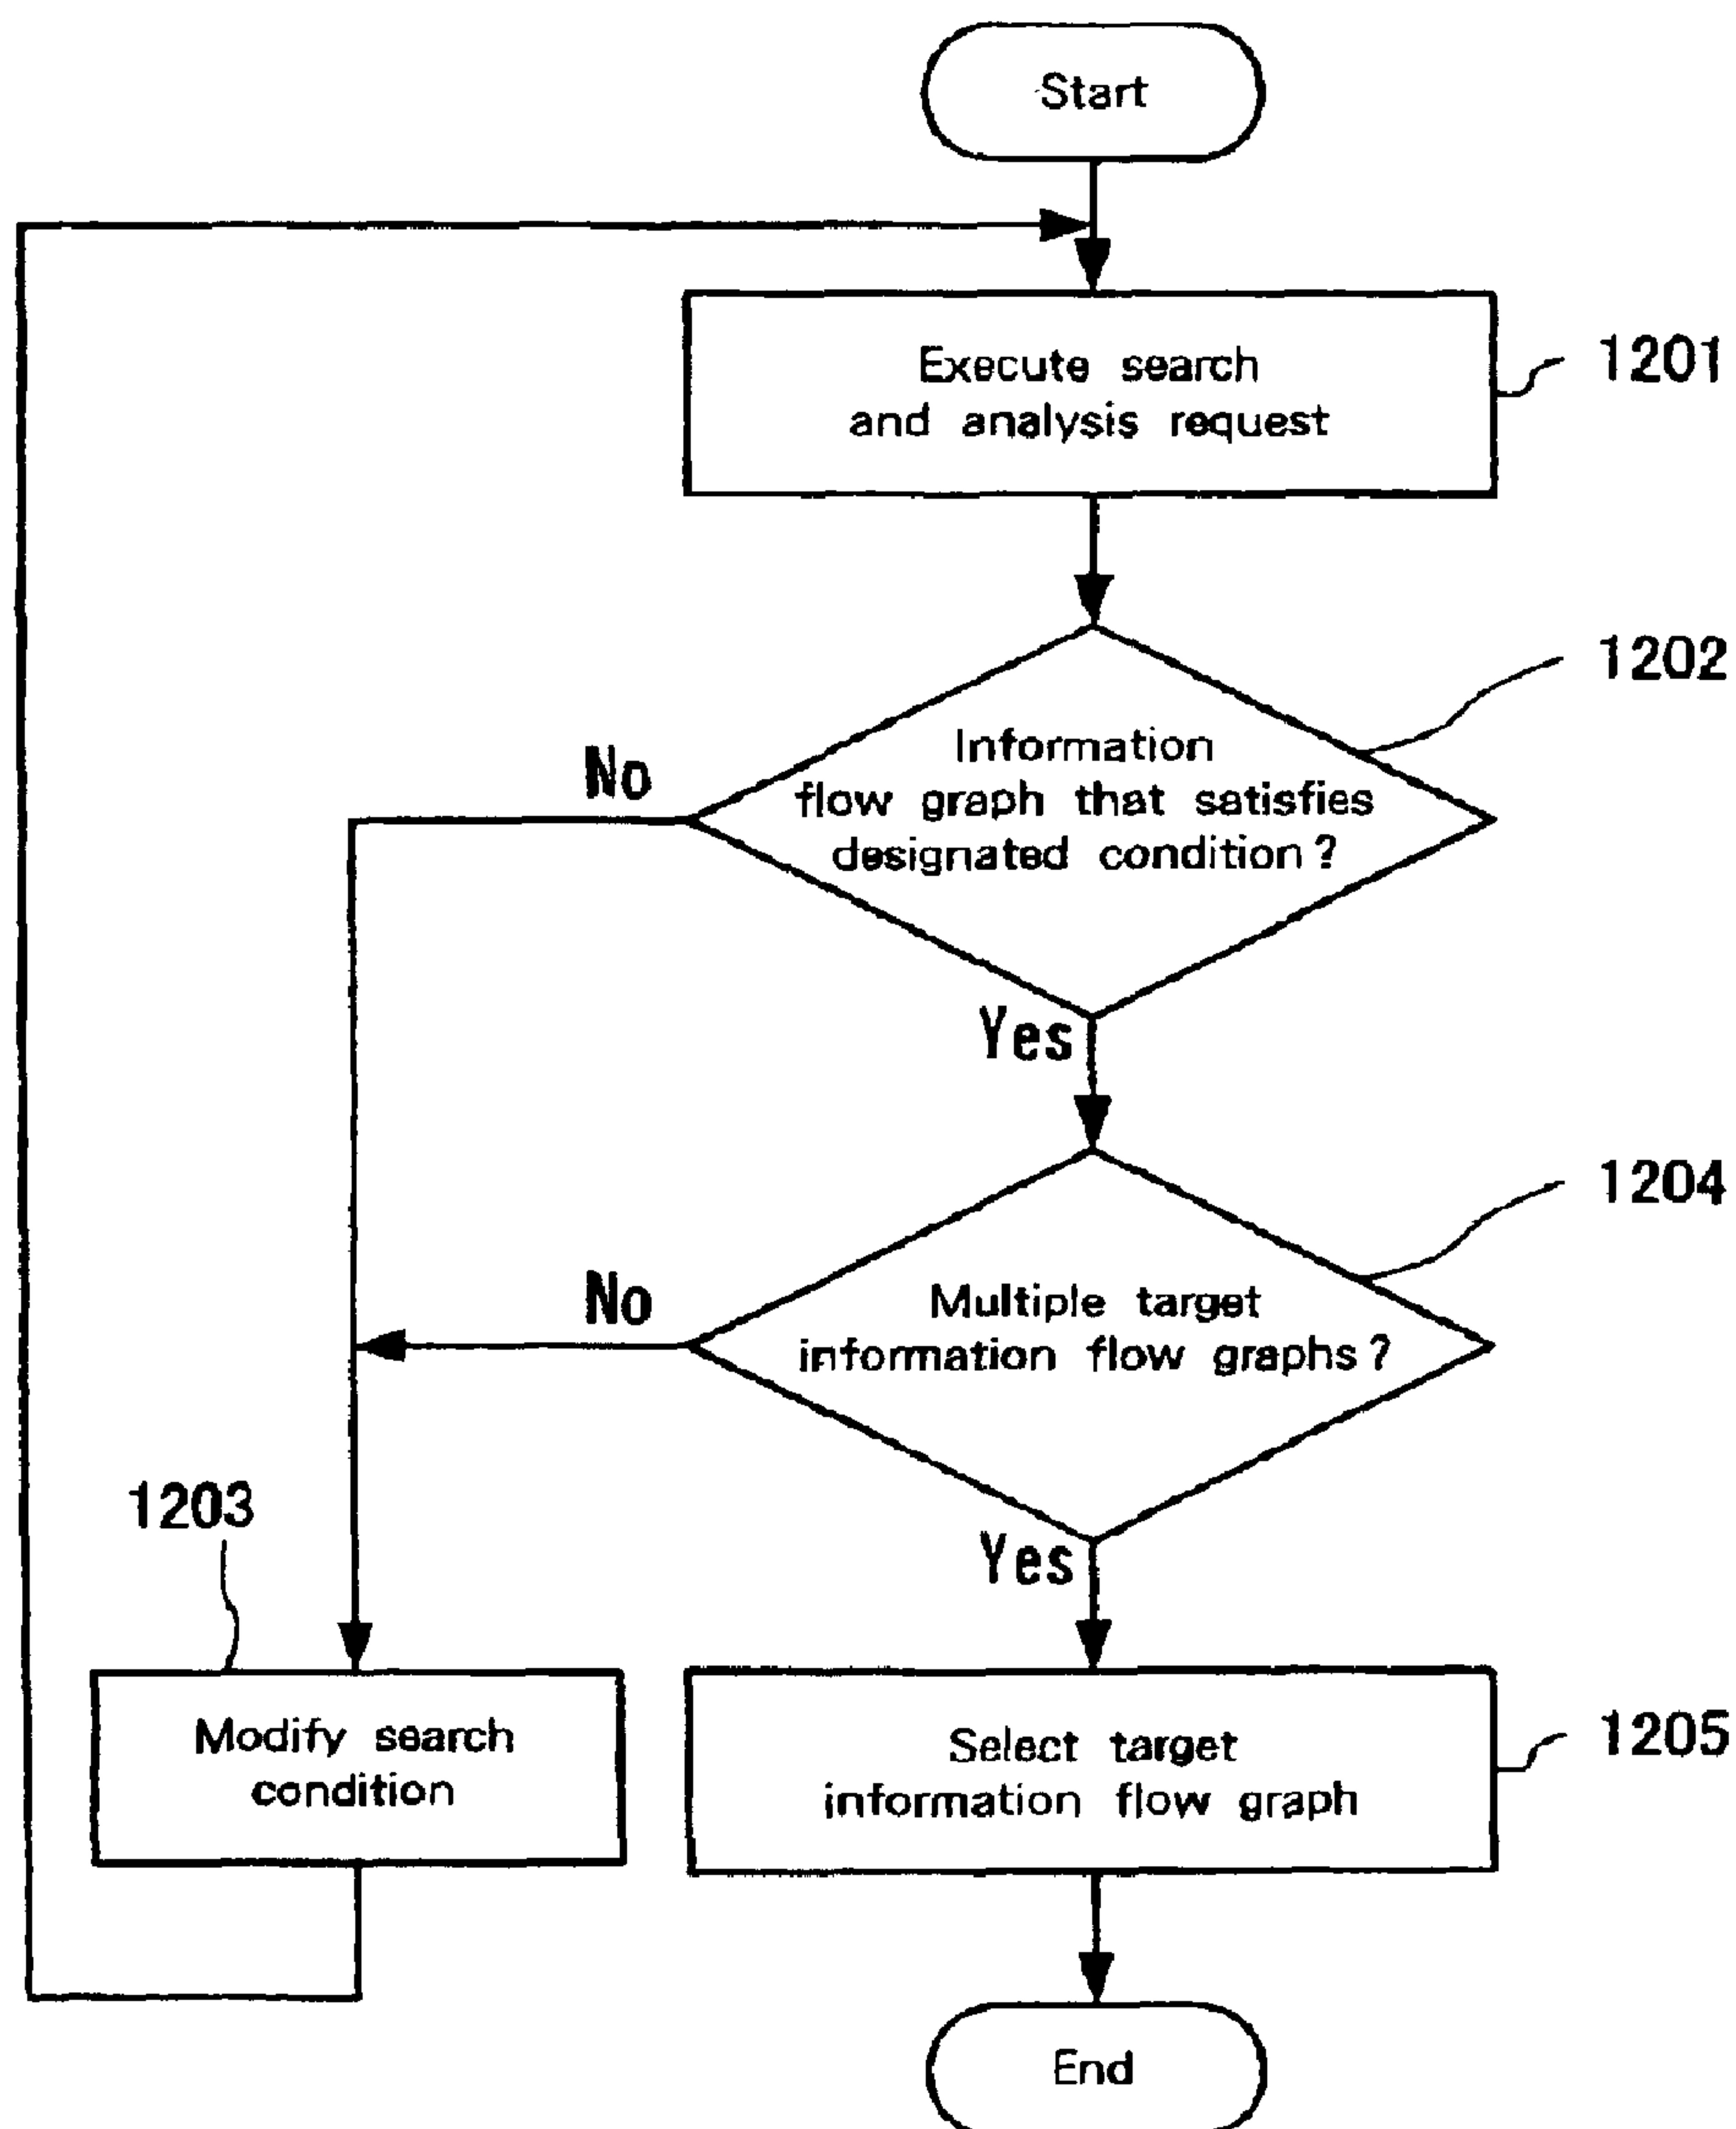 Start
Execute search
and analysis request
1201
Information
flow graph that satisfies
designated condition?
1202
No
Yes
Multiple target
information flow graphs?
1204
No
Yes
1203
Modify search
condition
Select target
information flow graph
1205
End